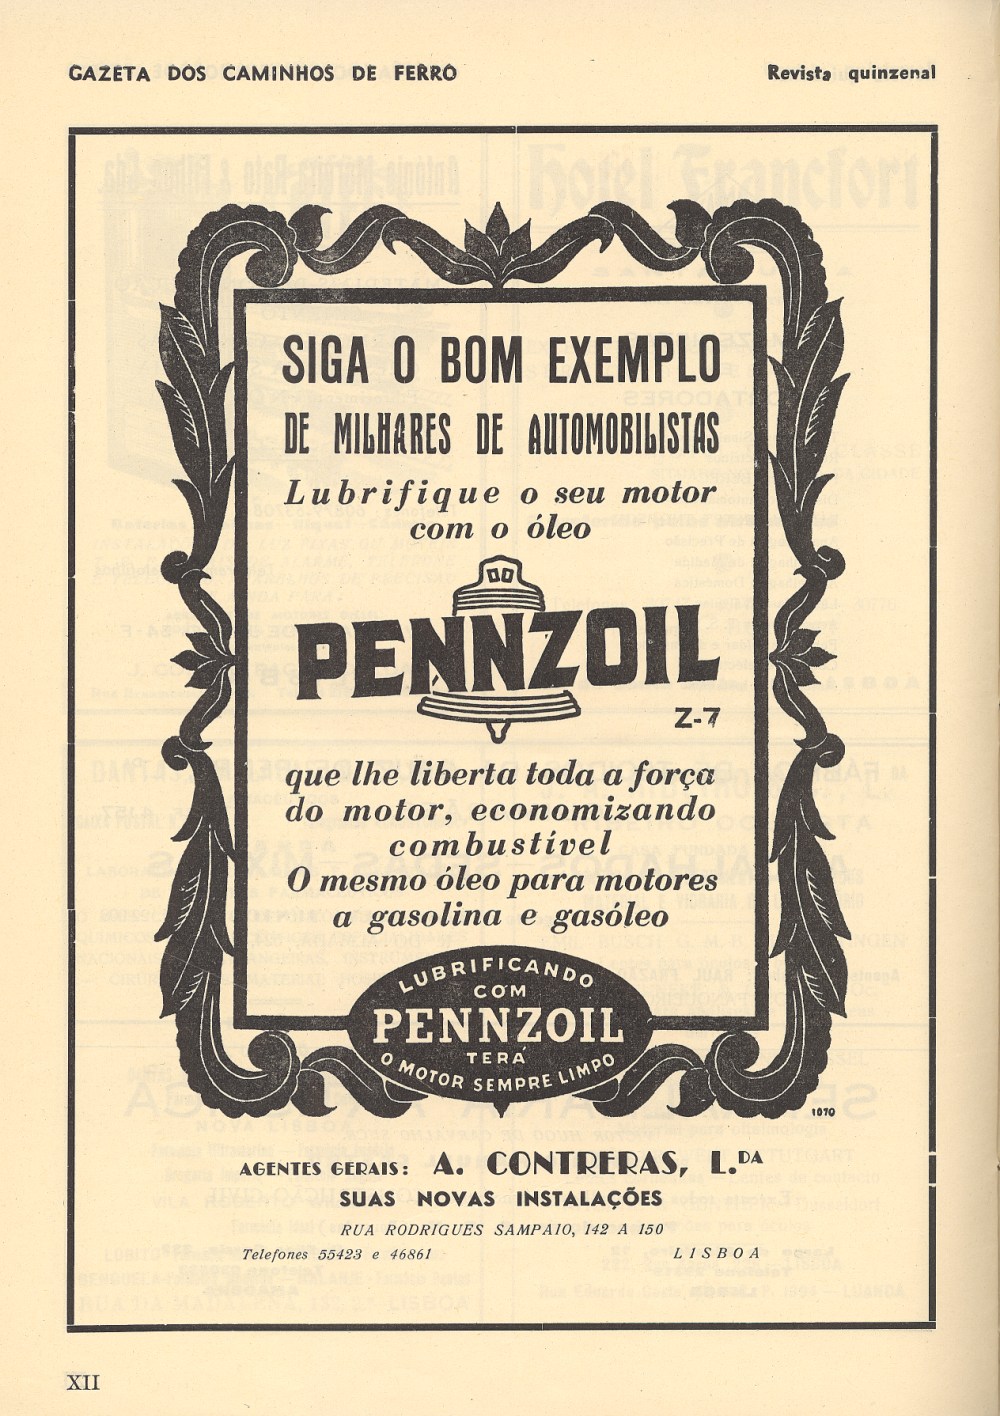 GAZETA DOS CAMINHOS DE FERRO
Revista quinzenal
SIGA O BOM EXEMPLO
DE MILHARES DE AUTOMOBILISTAS
Lubrifique o seu motor
com o óleo
PENNZOIL
Z-7
que lhe liberta toda a força
do motor, economizando
combustível
O mesmo óleo para motores
a gasolina e gasóleo
LUBRIFICANDO
COM
PENNZOIL
TERÁ
O MOTOR SEMPRE LIMPO
1070
AGENTES GERAIS: A. CONTRERAS, L.DA
SUAS NOVAS INSTALAÇÕES
RUA RODRIGUES SAMPAIO, 142 A 150
Telefones 55423 e 46861 LISBOA
XII